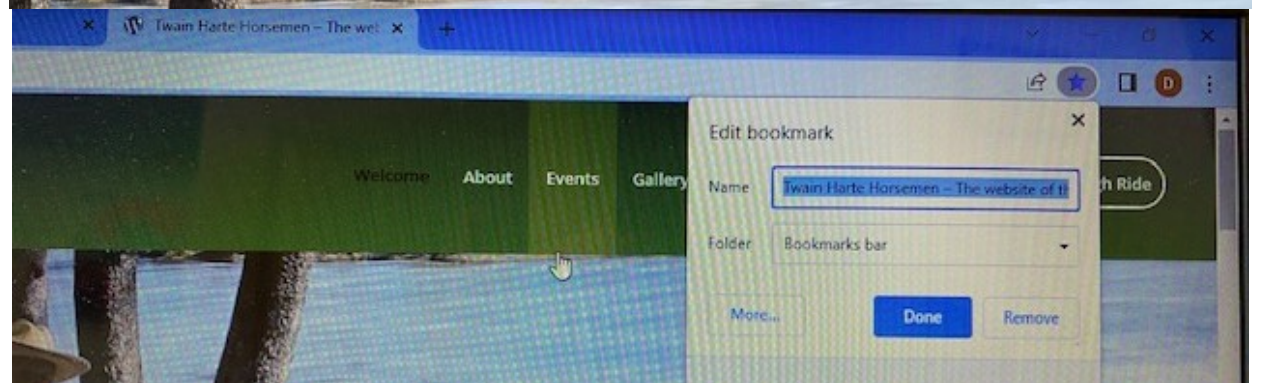 Twain Harte Horsemen – The wel
Edit bookmark
Welcome About Events Gallery
Name Twain Harte Horsemen – The website of th
gh Ride
Folder Bookmarks bar
More... Done Remove
D